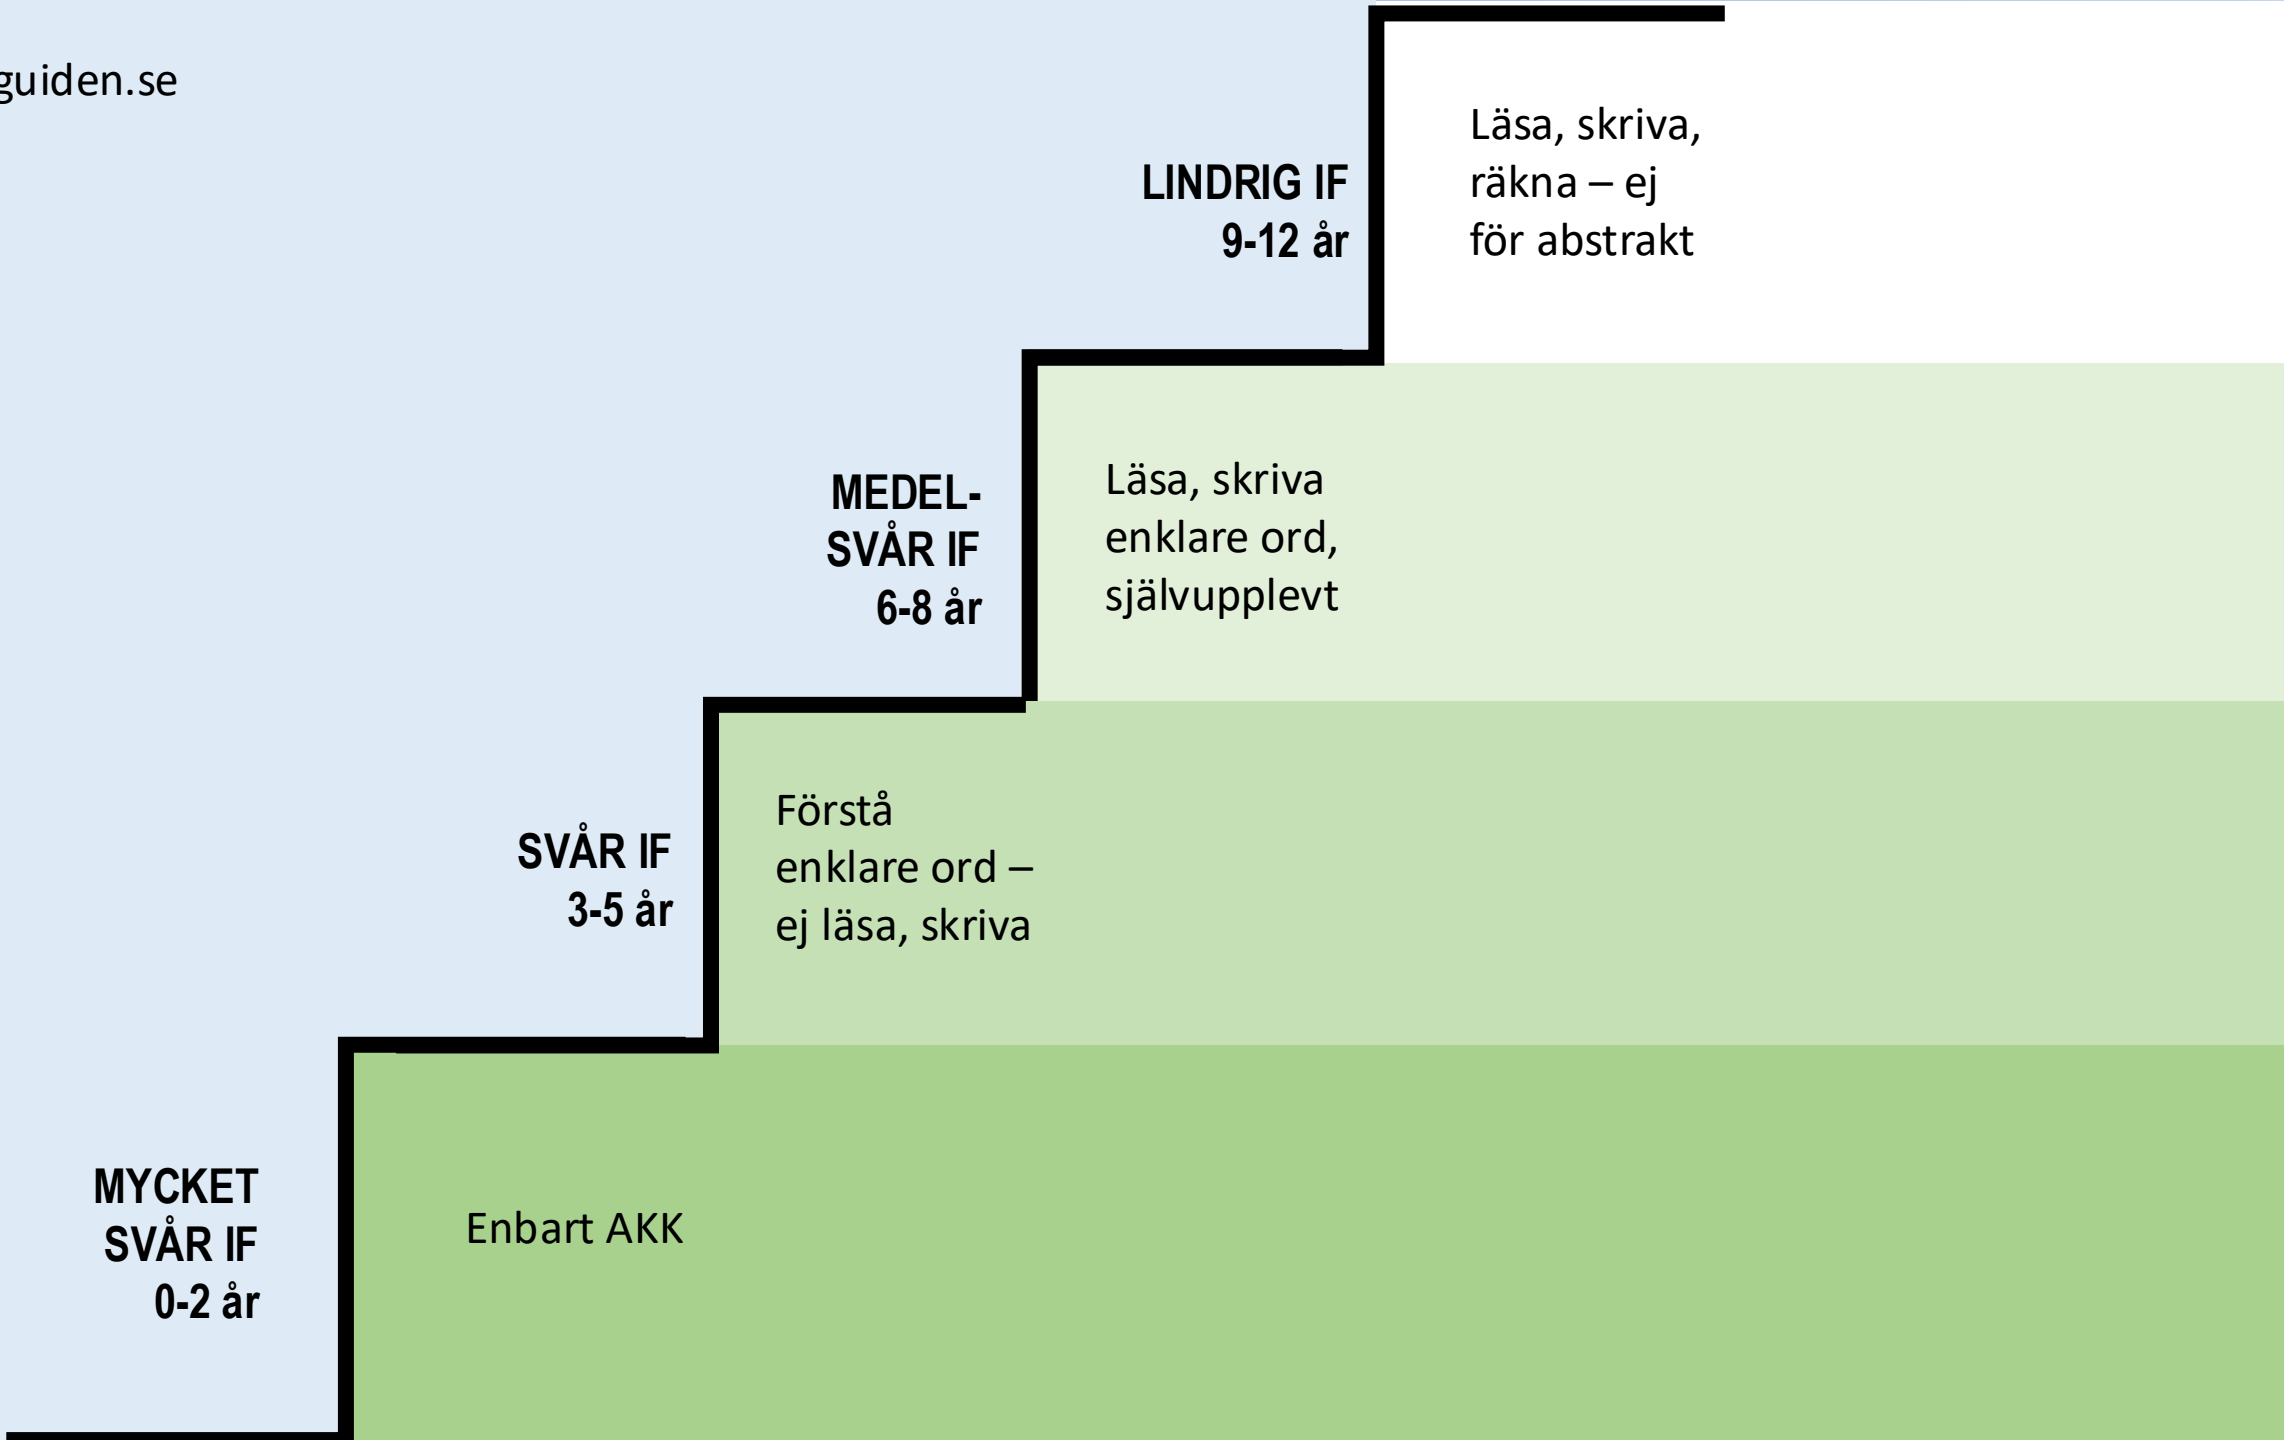 guiden.se
LINDRIG IF
9-12 år
Läsa, skriva,
räkna – ej
för abstrakt
MEDEL-
SVÅR IF
6-8 år
Läsa, skriva
enklare ord,
självupplevt
SVÅR IF
3-5 år
Förstå
enklare ord –
ej läsa, skriva
MYCKET
SVÅR IF
0-2 år
Enbart AKK